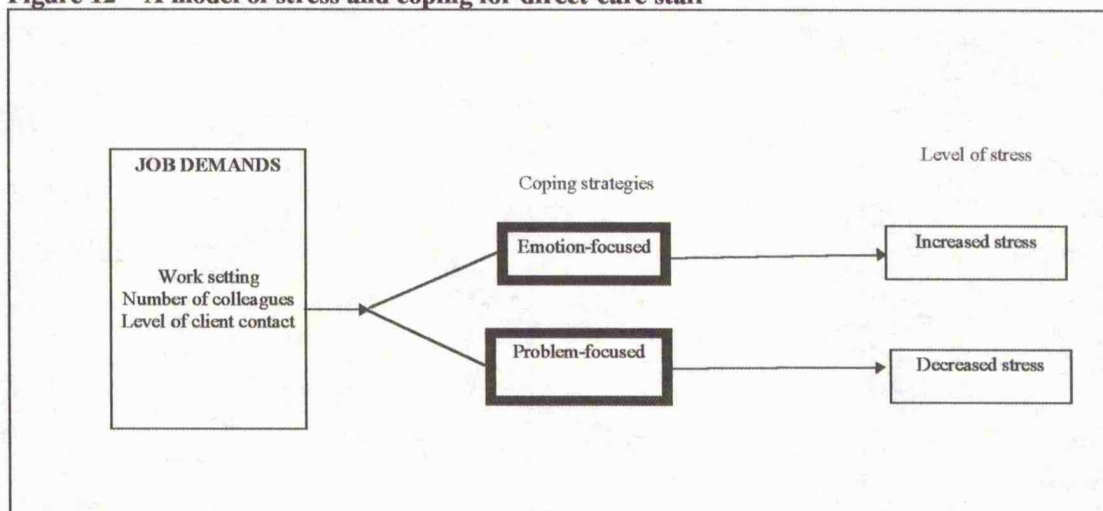 Figure 12 A model of stress and coping for direct-care staff
JOB DEMANDS
Work setting
Number of colleagues
Level of client contact
Coping strategies
Emotion-focused
Problem-focused
Level of stress
Increased stress
Decreased stress